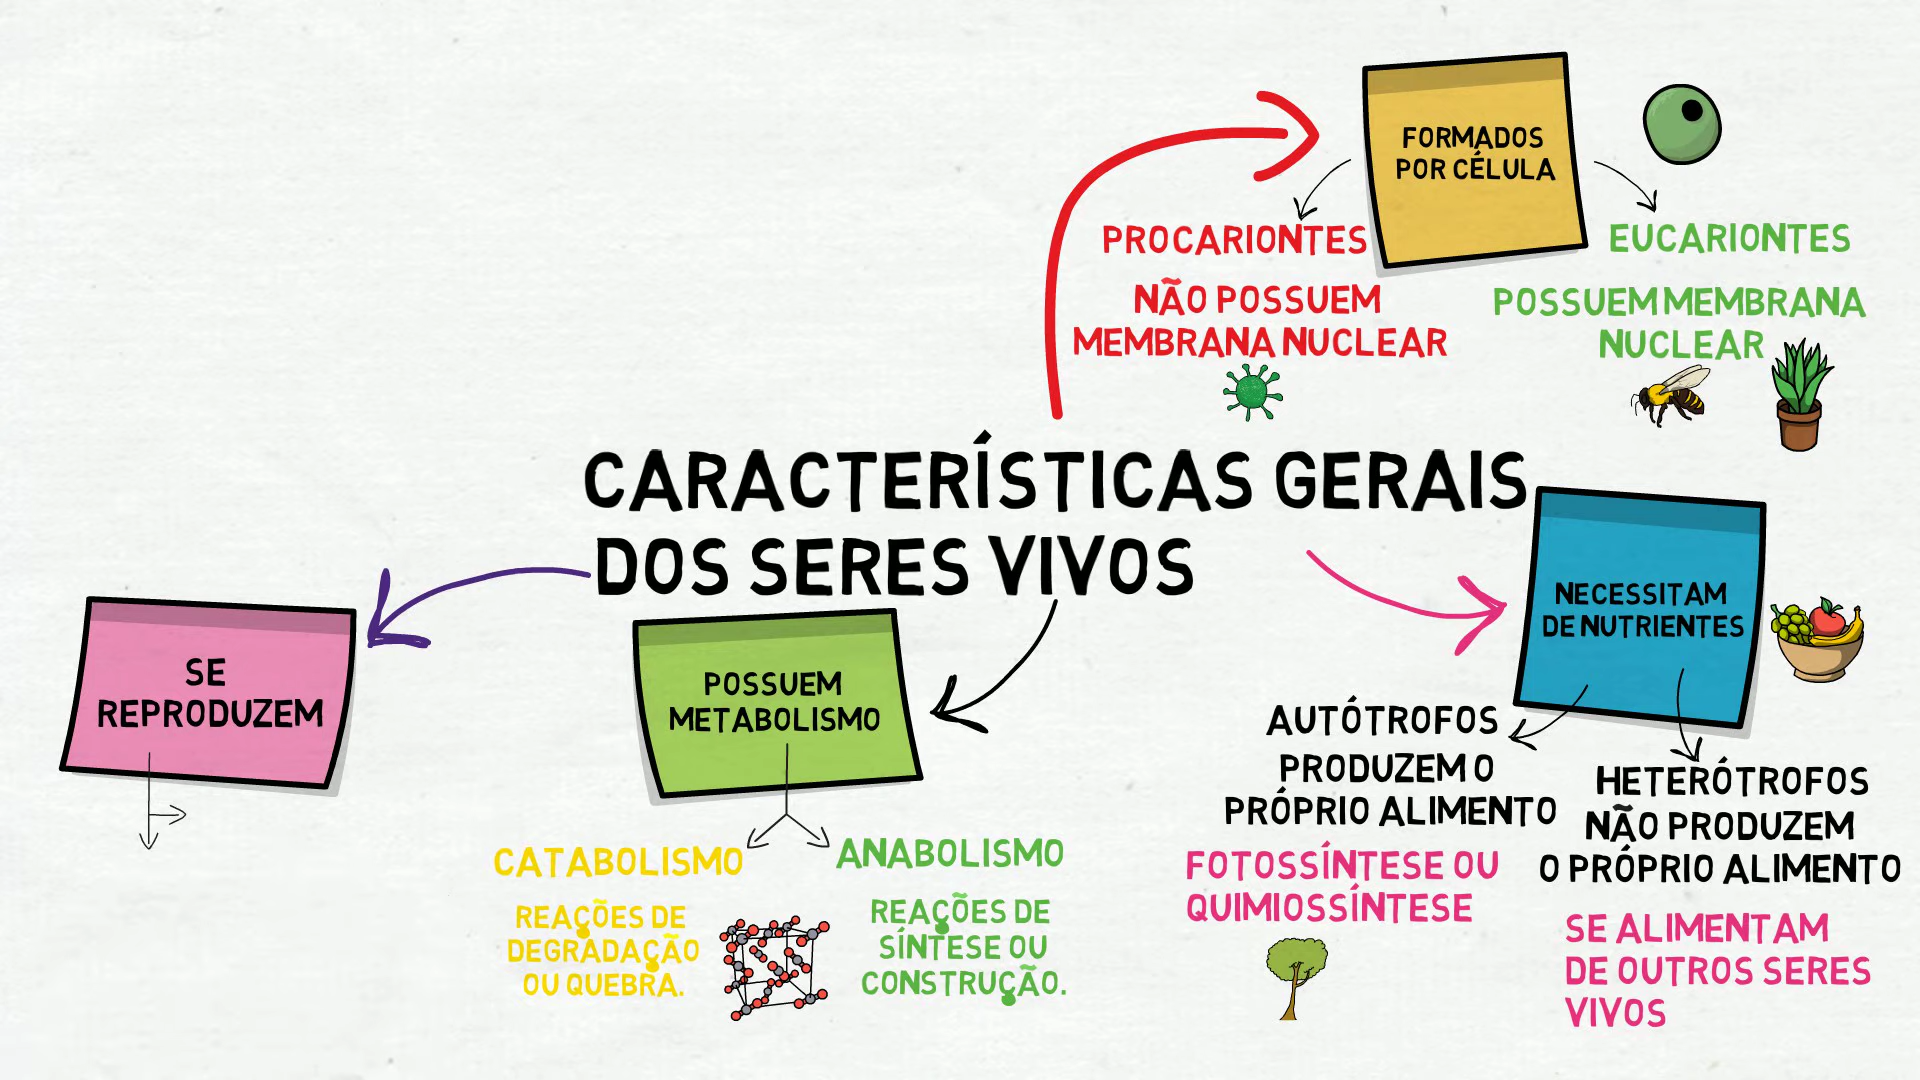 FORMADOS
POR CÉLULA
PROCARIONTES
NÃO POSSUEM
MEMBRANA NUCLEAR
EUCARIONTES
POSSUEM MEMBRANA
NUCLEAR
CARACTERÍSTICAS GERAIS
DOS SERES VIVOS
SE
REPRODUZEM
POSSUEM
METABOLISMO
CATABOLISMO
REAÇÕES DE
DEGRADAÇÃO
OU QUEBRA.
ANABOLISMO
REAÇÕES DE
SÍNTESE OU
CONSTRUÇÃO.
NECESSITAM
DE NUTRIENTES
AUTÓTROFOS
PRODUZEM O
PRÓPRIO ALIMENTO
FOTOSSÍNTESE OU
QUIMIOSSÍNTESE
HETERÓTROFOS
NÃO PRODUZEM
O PRÓPRIO ALIMENTO
SE ALIMENTAM
DE OUTROS SERES
VIVOS